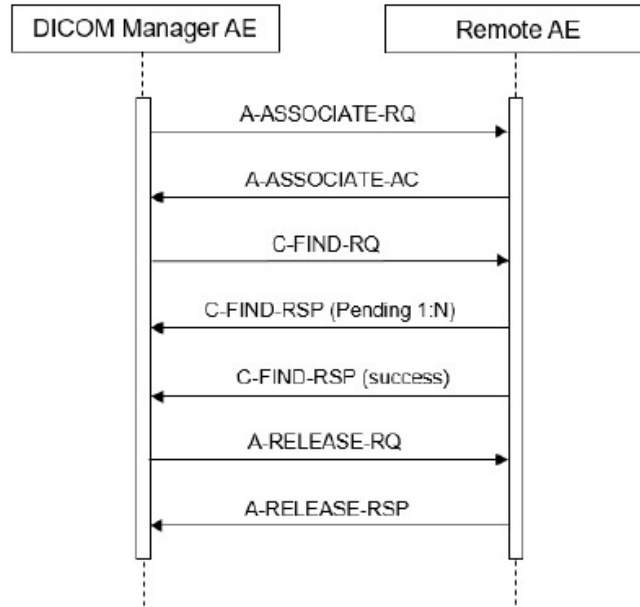 DICOM Manager AE
Remote AE
A-ASSOCIATE-RQ
A-ASSOCIATE-AC
C-FIND-RQ
C-FIND-RSP (Pending 1:N)
C-FIND-RSP (success)
A-RELEASE-RQ
A-RELEASE-RSP